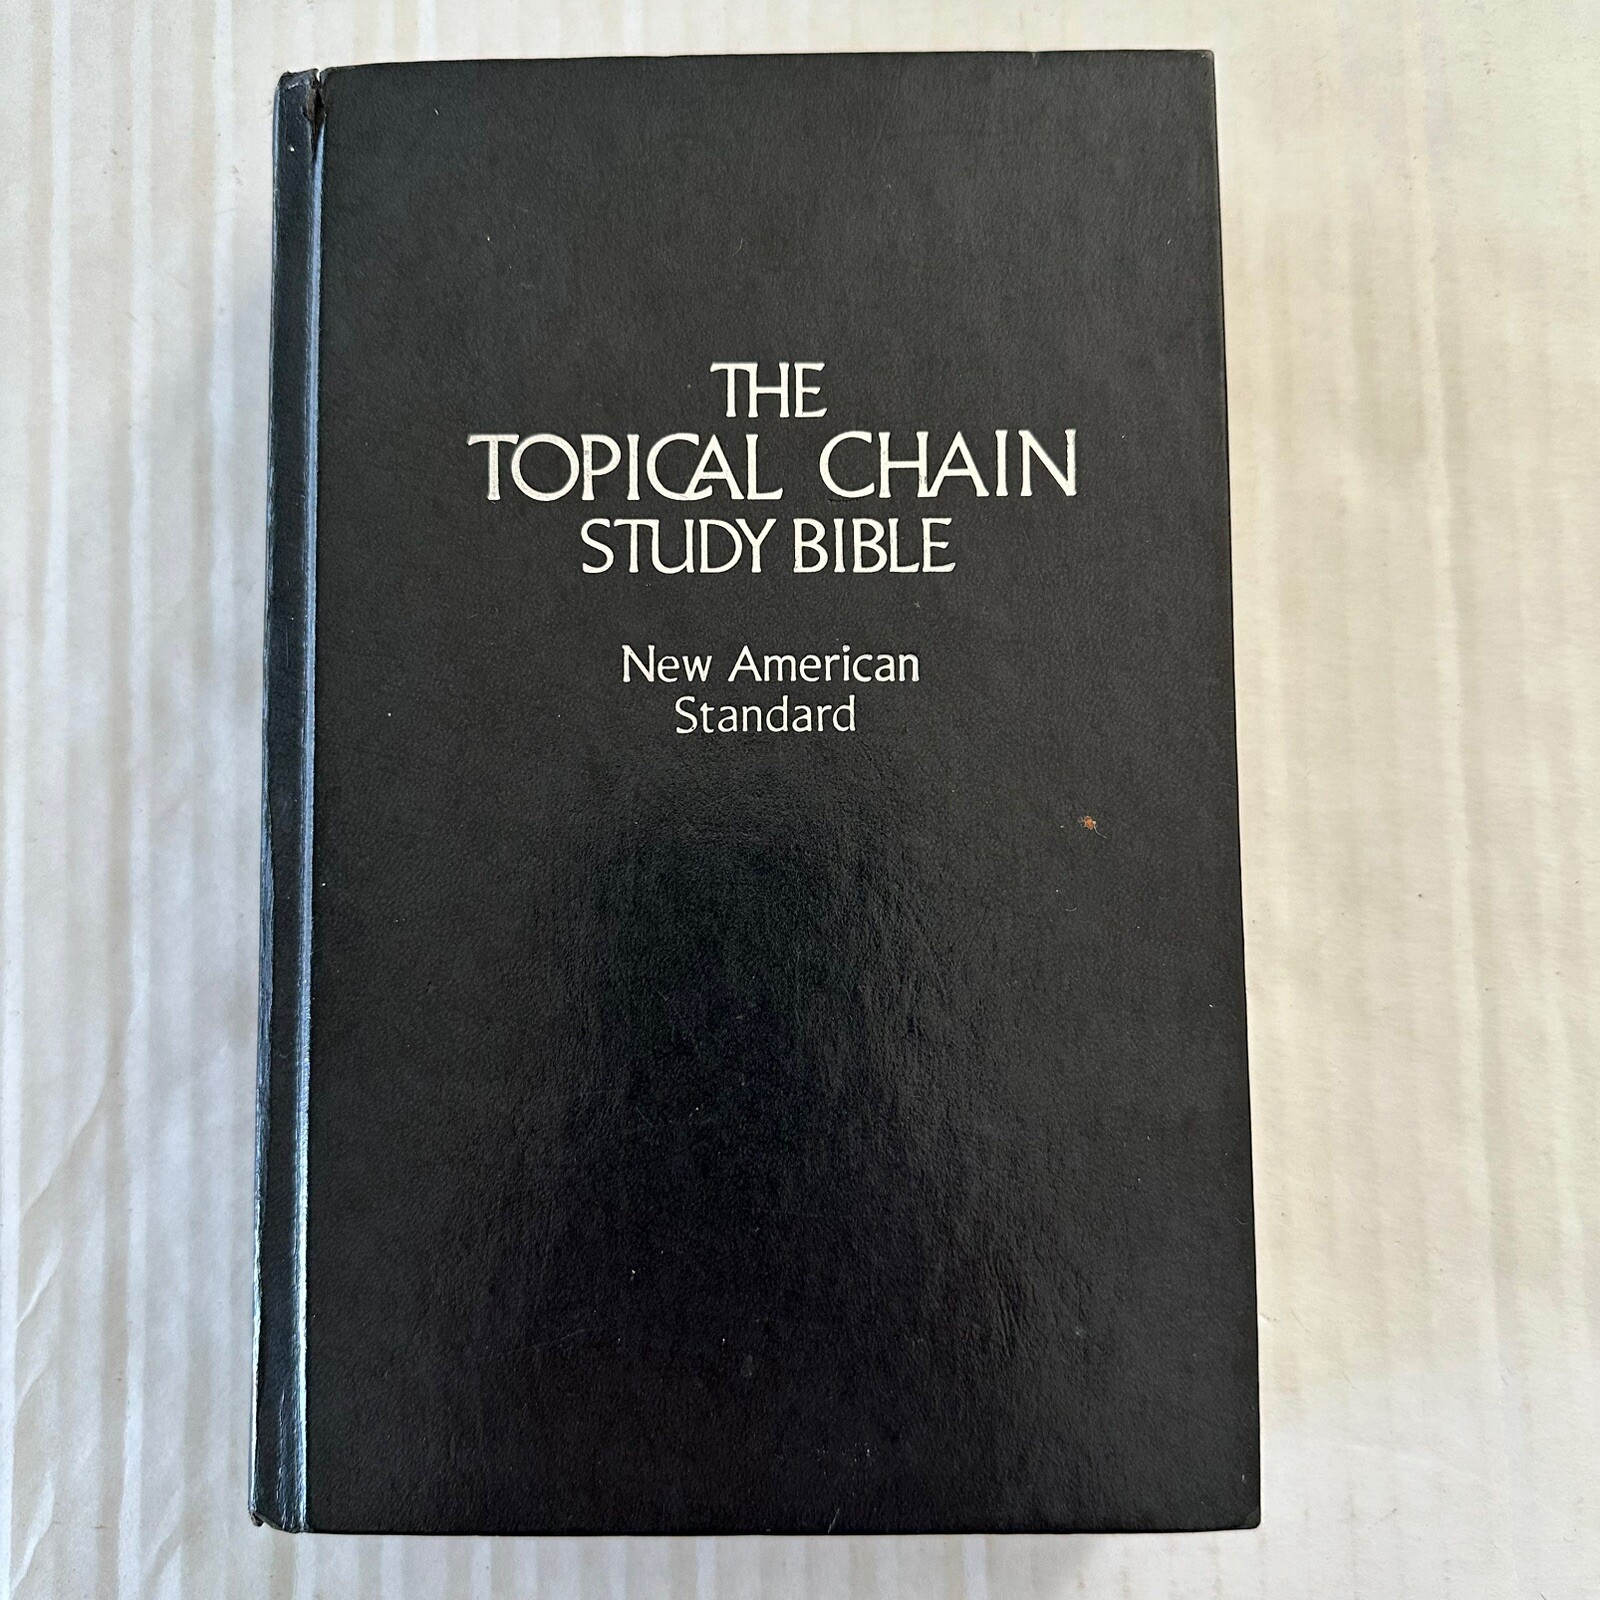 THE
TOPICAL CHAIN
STUDY BIBLE
New American
Standard